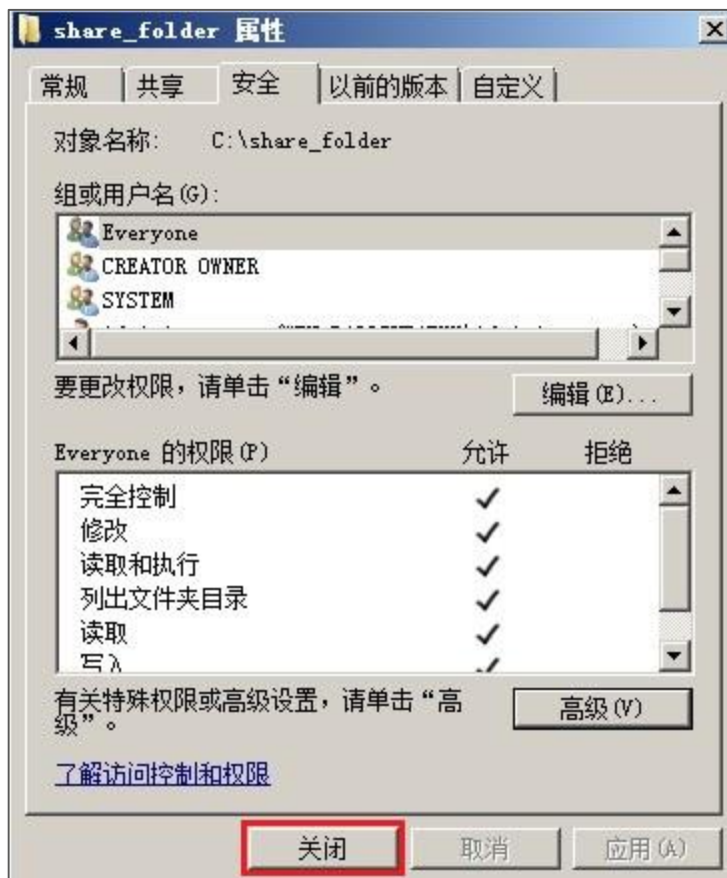 share_folder 属性
常规 共享 安全 以前的版本 自定义
对象名称: C:\share_folder
组或用户名(G):
Everyone
CREATOR OWNER
SYSTEM
要更改权限，请单击“编辑”。 编辑(E)...
Everyone 的权限(P) 允许 拒绝
完全控制
修改
读取和执行
列出文件夹目录
读取
写入
有关特殊权限或高级设置，请单击“高
级”。
高级(V)
了解访问控制和权限
关闭 取消 应用(A)